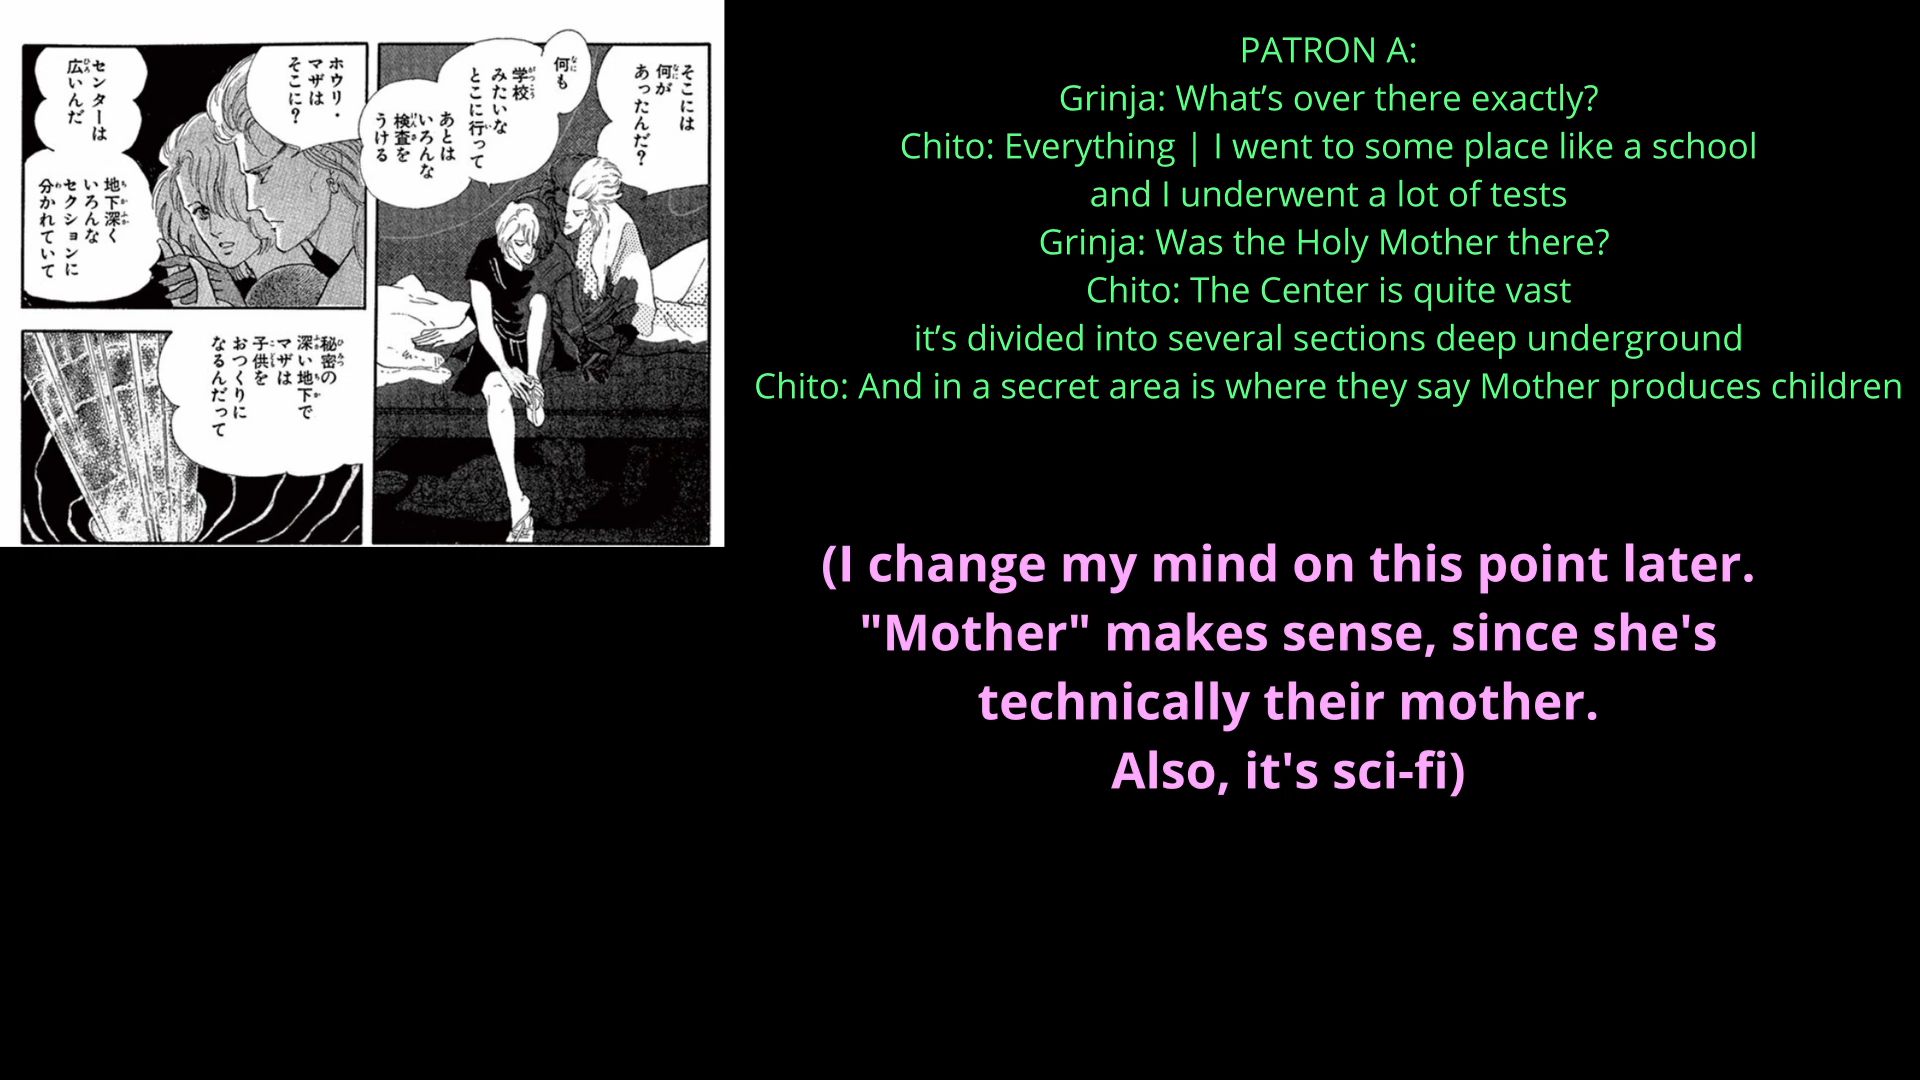 そこには
何が
あったんだ？
何も
学校
みたいな
とこに行って
あとは
いろんな
検査を
うける
ホウリ・
マザは
そこに？
センターは
広いんだ
地下深く
いろんな
セクションに
分かれていて
秘密の
深い地下で
マザは
子供を
おつくりに
なるんだって
PATRON A:
Grinja: What’s over there exactly?
Chito: Everything | I went to some place like a school
and I underwent a lot of tests
Grinja: Was the Holy Mother there?
Chito: The Center is quite vast
it’s divided into several sections deep underground
Chito: And in a secret area is where they say Mother produces children
(I change my mind on this point later.
"Mother" makes sense, since she's
technically their mother.
Also, it's sci-fi)